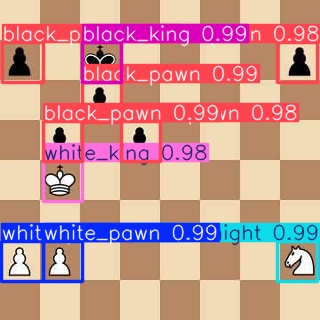 black_p black_king 0.99 n 0.98
black_pawn 0.99
black_pawn 0.99 vn 0.98
white_king 0.98
whit white_pawn 0.99 ight 0.99